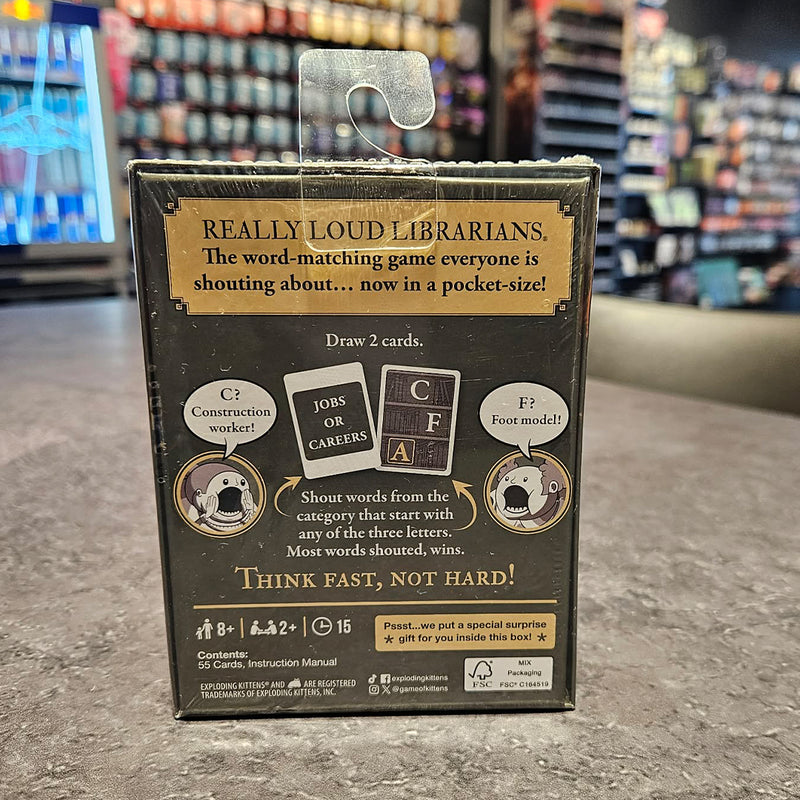 REALLY LOUD LIBRARIANS®
The word-matching game everyone is
shouting about... now in a pocket-size!
Draw 2 cards.
C?
Construction
worker!
JOBS
OR
CAREERS
C
F
A
F?
Foot model!
Shout words from the
category that start with
any of the three letters.
Most words shouted, wins.
THINK FAST, NOT HARD!
8+ 2+ 15
Pssst...we put a special surprise
★ gift for you inside this box! ★
Contents:
55 Cards, Instruction Manual
EXPLODING KITTENS® AND ARE REGISTERED
TRADEMARKS OF EXPLODING KITTENS, INC.
explodingkittens
@gameofkittens
FSC
MIX
Packaging
FSC® C164519